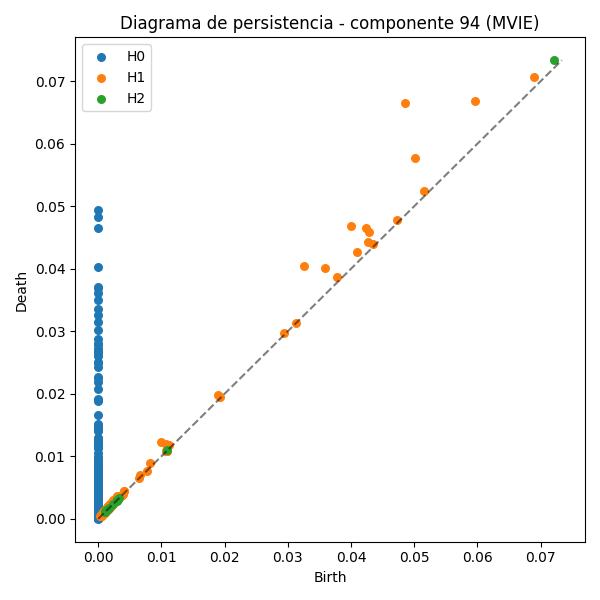 Diagrama de persistencia - componente 94 (MVIE)
H0
H1
H2
Death
0.07
0.06
0.05
0.04
0.03
0.02
0.01
0.00
0.00 0.01 0.02 0.03 0.04 0.05 0.06 0.07
Birth